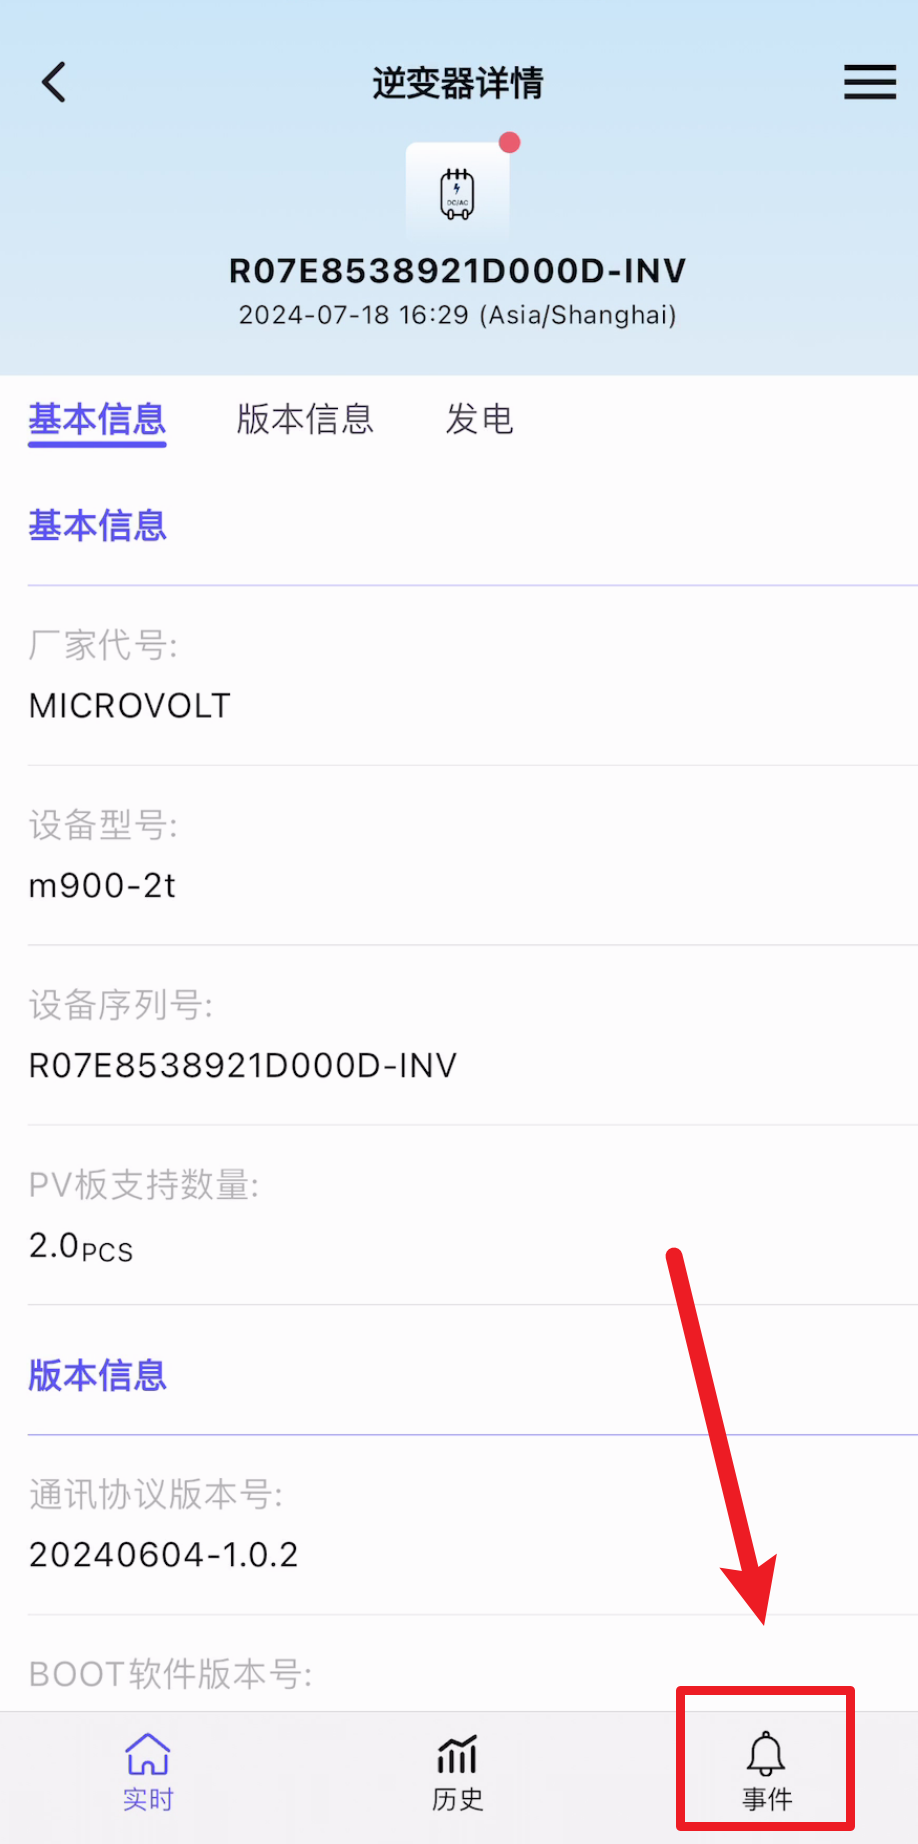 逆变器详情
DC/AC
R07E8538921D000D-INV
2024-07-18 16:29 (Asia/Shanghai)
基本信息 版本信息 发电
基本信息
厂家代号:
MICROVOLT
设备型号:
m900-2t
设备序列号:
R07E8538921D000D-INV
PV板支持数量:
2.0PCS
版本信息
通讯协议版本号:
20240604-1.0.2
BOOT软件版本号:
实时 历史 事件